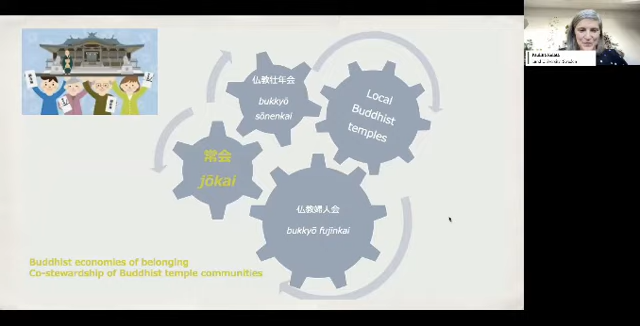 仏教壮年会
bukkyō
sōnenkai
Local
Buddhist
temples
常会
jōkai
仏教婦人会
bukkyō fujinkai
Buddhist economies of belonging
Co-stewardship of Buddhist temple communities